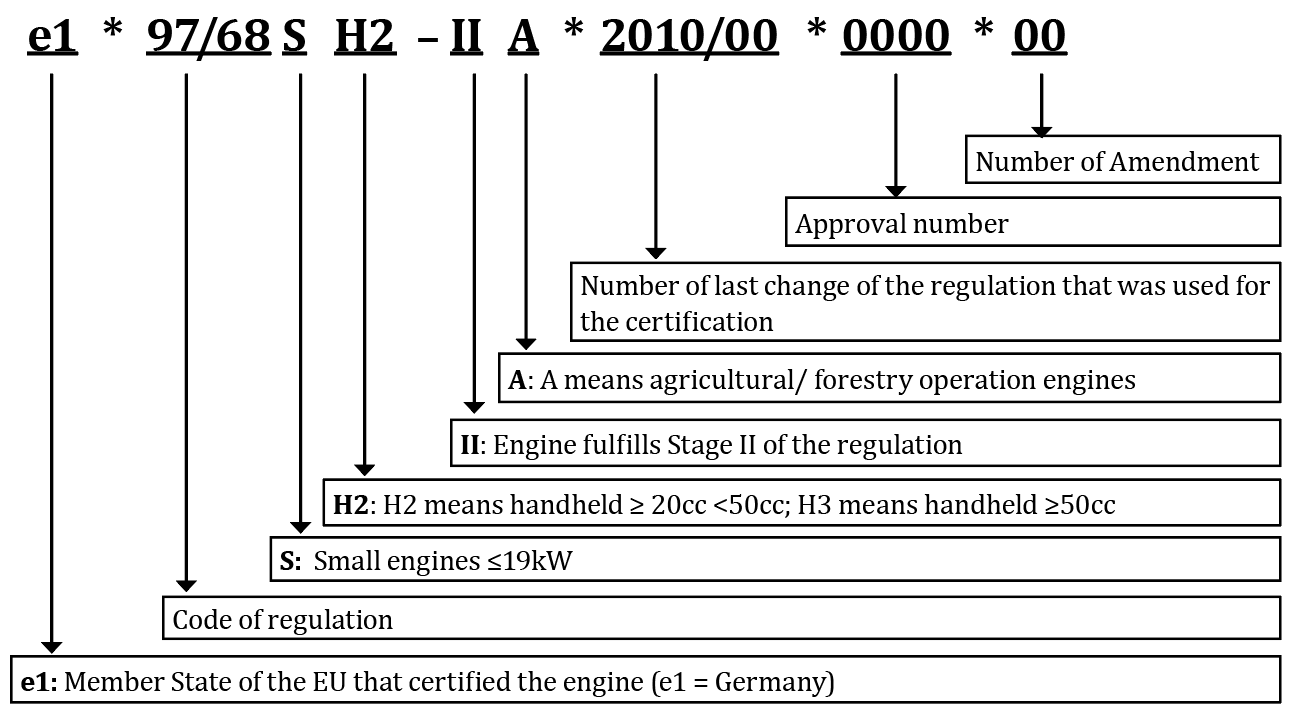 e1 * 97/68 S H2 – II A * 2010/00 * 0000 * 00
Number of Amendment
Approval number
Number of last change of the regulation that was used for
the certification
A: A means agricultural/ forestry operation engines
II: Engine fulfills Stage II of the regulation
H2: H2 means handheld ≥ 20cc <50cc; H3 means handheld ≥50cc
S: Small engines ≤19kW
Code of regulation
e1: Member State of the EU that certified the engine (e1 = Germany)